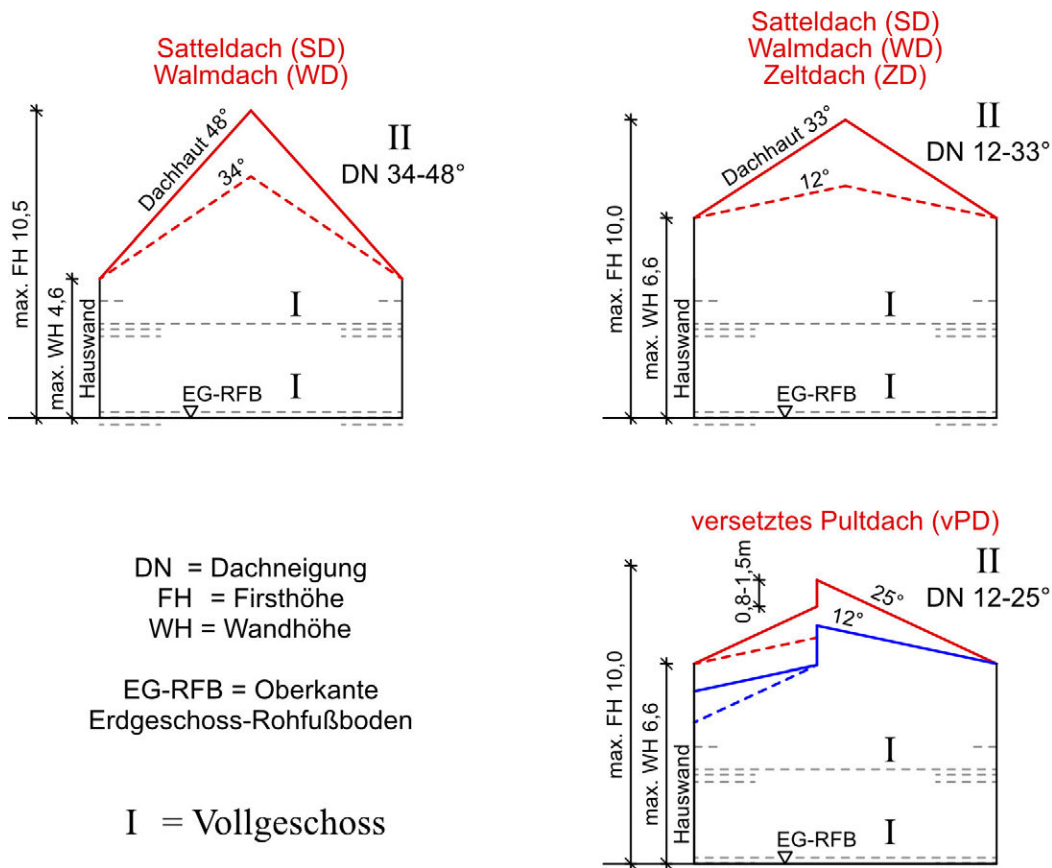 Satteldach (SD)
Walmdach (WD)
II
DN 34-48°
Dachhaut 48°
34°
max. FH 10,5
max. WH 4,6
Hauswand
I
I
EG-RFB
Satteldach (SD)
Walmdach (WD)
Zeltdach (ZD)
II
DN 12-33°
Dachhaut 33°
12°
max. FH 10,0
max. WH 6,6
Hauswand
I
I
EG-RFB
DN = Dachneigung
FH = Firsthöhe
WH = Wandhöhe
EG-RFB = Oberkante
Erdgeschoss-Rohfußboden
I = Vollgeschoss
versetztes Pultdach (vPD)
II
DN 12-25°
0,8-1,5m
25°
12°
max. FH 10,0
max. WH 6,6
Hauswand
I
I
EG-RFB